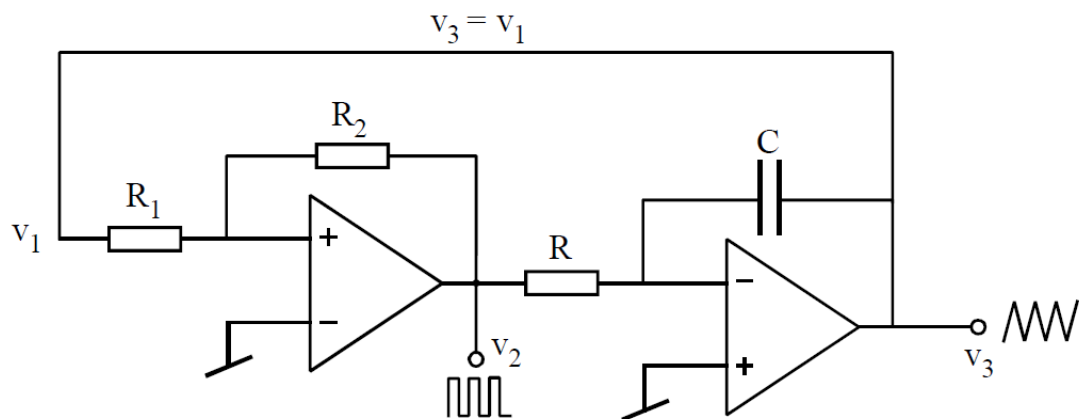 v₃ = v₁
R₂
C
R₁
v₁
+
R
−
−
v₂
+
v₃